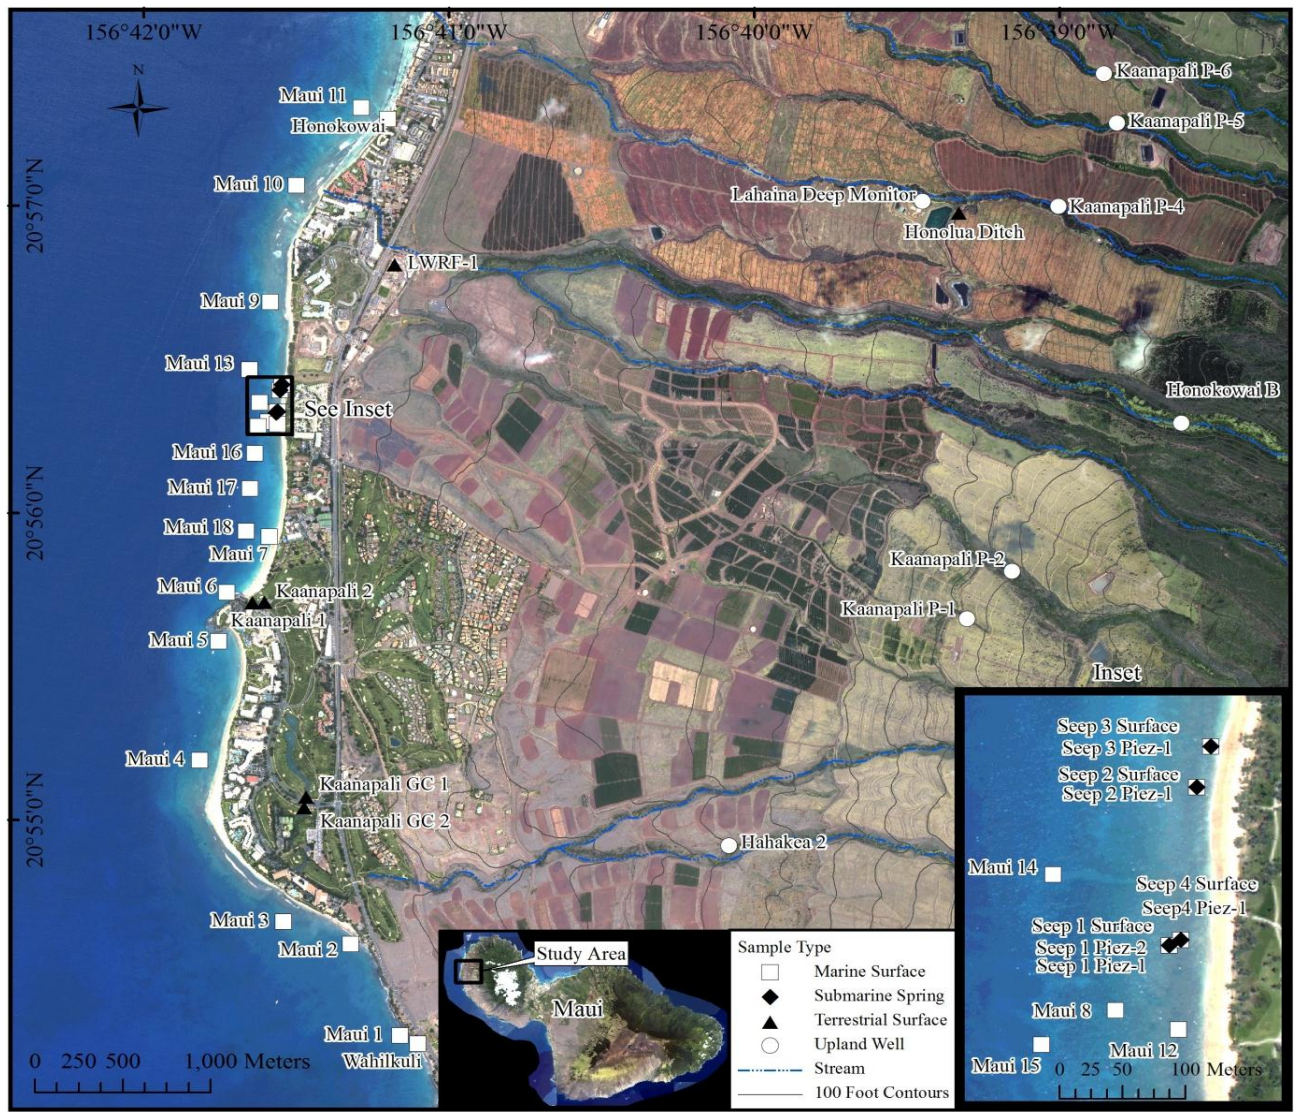 156°42'0"W 156°41'0"W 156°40'0"W 156°39'0"W
N
Kaanapali P-6
Maui 11
Honokowai
Kaanapali P-5
Maui 10
Lahaina Deep Monitor
Kaanapali P-4
20°57'0"N
Honolua Ditch
LWRF-1
Maui 9
Maui 13
See Inset
Honokowai B
Maui 16
Maui 17
20°56'0"N
Maui 18
Maui 7
Kaanapali P-2
Maui 6
Kaanapali 2
Kaanapali 1
Kaanapali P-1
Maui 5
Inset
Maui 4
Kaanapali GC 1
Kaanapali GC 2
20°55'0"N
Hahakea 2
Maui 3
Maui 2
Maui 1
Wahilkuli
0 250 500 1,000 Meters
Study Area
Maui
Sample Type
Marine Surface
Submarine Spring
Terrestrial Surface
Upland Well
Stream
100 Foot Contours
Seep 3 Surface
Seep 3 Piez-1
Seep 2 Surface
Seep 2 Piez-1
Maui 14
Seep 4 Surface
Seep4 Piez-1
Seep 1 Surface
Seep 1 Piez-2
Seep 1 Piez-1
Maui 8
Maui 12
Maui 15
0 25 50 100 Meters